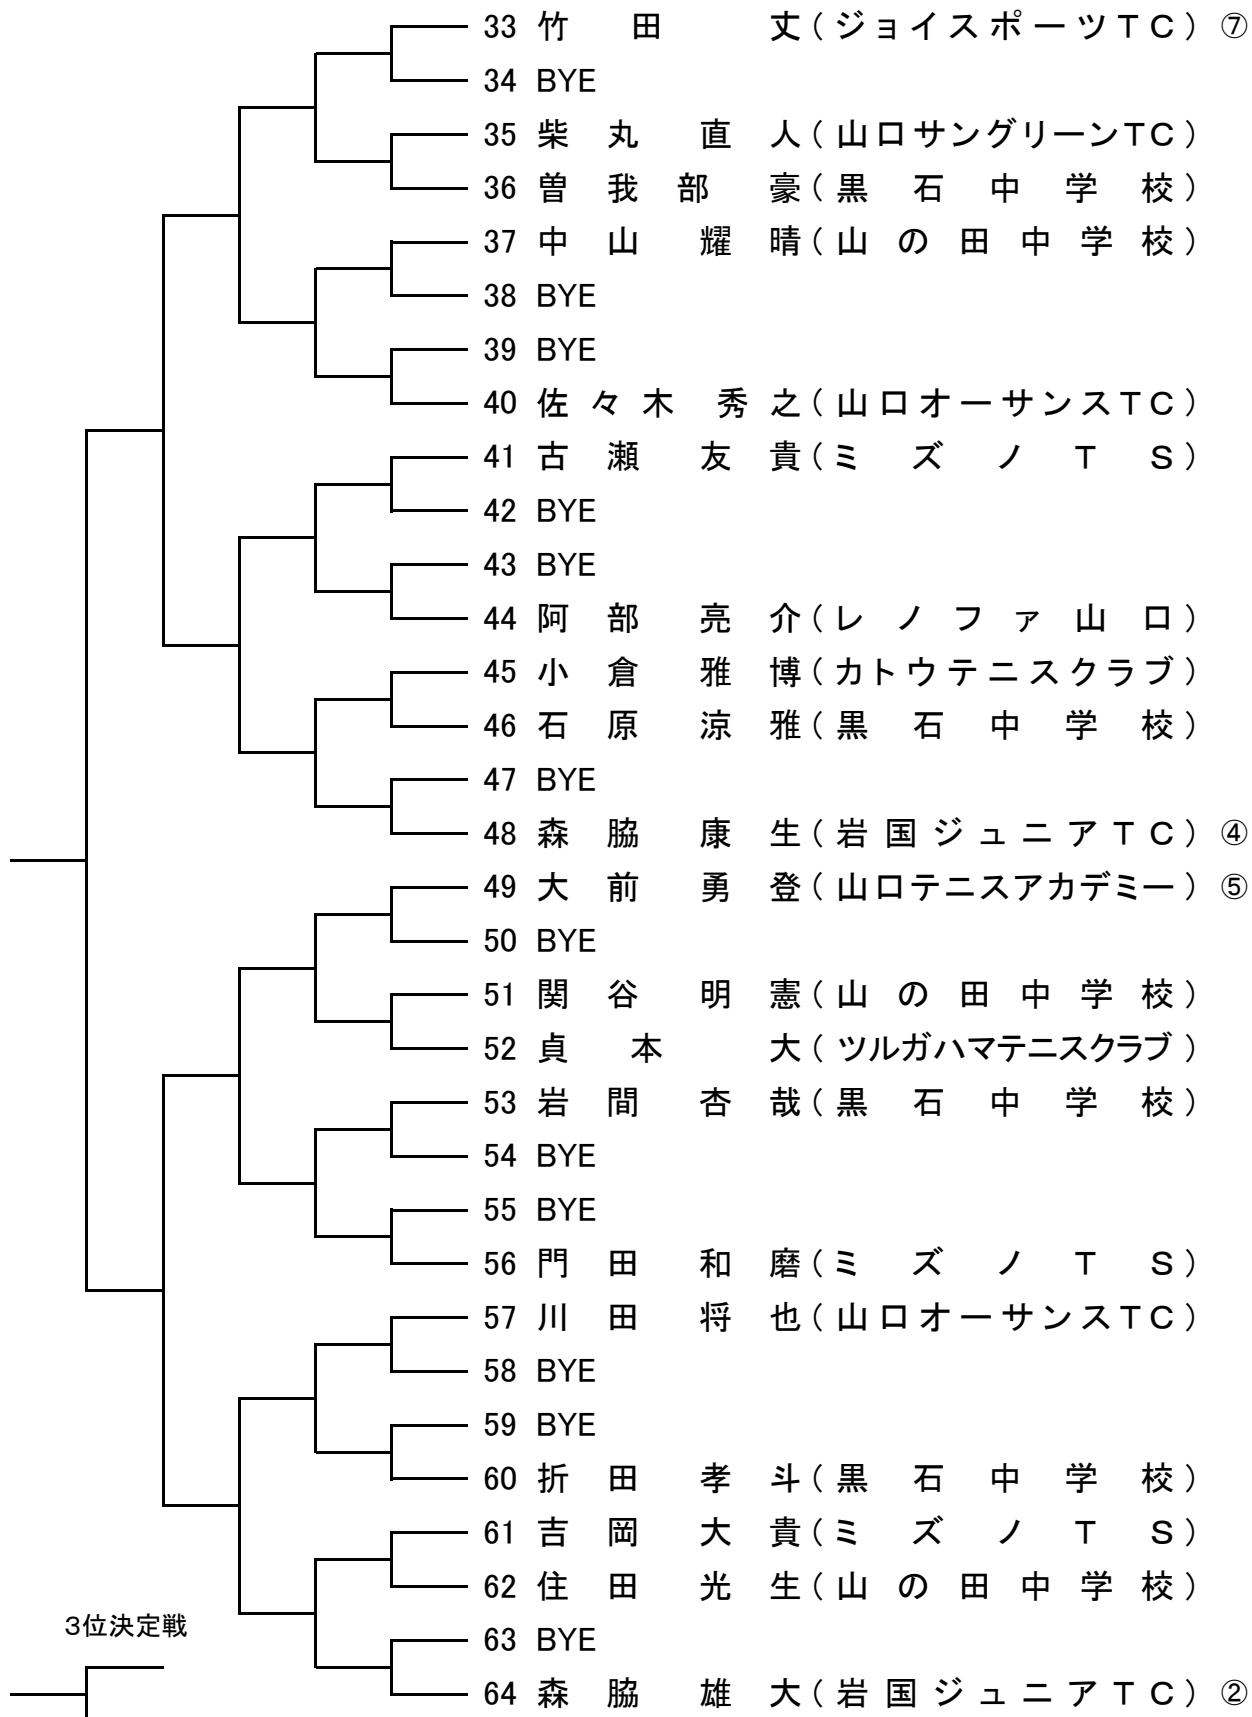 33 竹田 丈(ジョイスポーツTC) ⑦
34 BYE
35 柴丸 直人(山口サングリーンTC)
36 曽我部 豪(黒石中学校)
37 中山 耀晴(山の田中学校)
38 BYE
39 BYE
40 佐々木 秀之(山口オーサンスTC)
41 古瀬 友貴(ミズノTS)
42 BYE
43 BYE
44 阿部 亮介(レノファ山口)
45 小倉 雅博(カトウテニスクラブ)
46 石原 涼雅(黒石中学校)
47 BYE
48 森脇 康生(岩国ジュニアTC) ④
49 大前 勇登(山口テニスアカデミー) ⑤
50 BYE
51 関谷 明憲(山の田中学校)
52 貞本 大(ツルガハマテニスクラブ)
53 岩間 杏哉(黒石中学校)
54 BYE
55 BYE
56 門田 和磨(ミズノTS)
57 川田 将也(山口オーサンスTC)
58 BYE
59 BYE
60 折田 孝斗(黒石中学校)
61 吉岡 大貴(ミズノTS)
62 住田 光生(山の田中学校)
3位決定戦
63 BYE
64 森脇 雄大(岩国ジュニアTC) ②